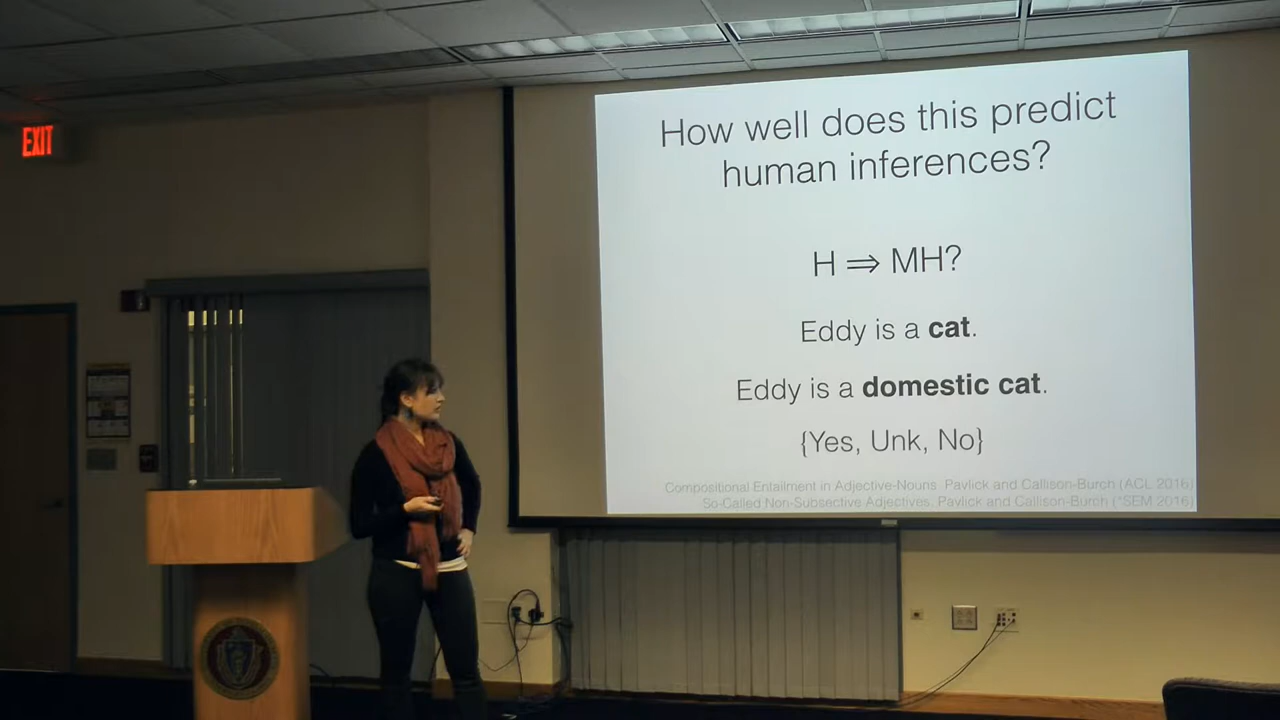 EXIT
How well does this predict
human inferences?
H ⟹ MH?
Eddy is a cat.
Eddy is a domestic cat.
{Yes, Unk, No}
Compositional Entailment in Adjective-Nouns. Pavlick and Callison-Burch (ACL 2016)
So-Called Non-Subsective Adjectives. Pavlick and Callison-Burch (*SEM 2016)